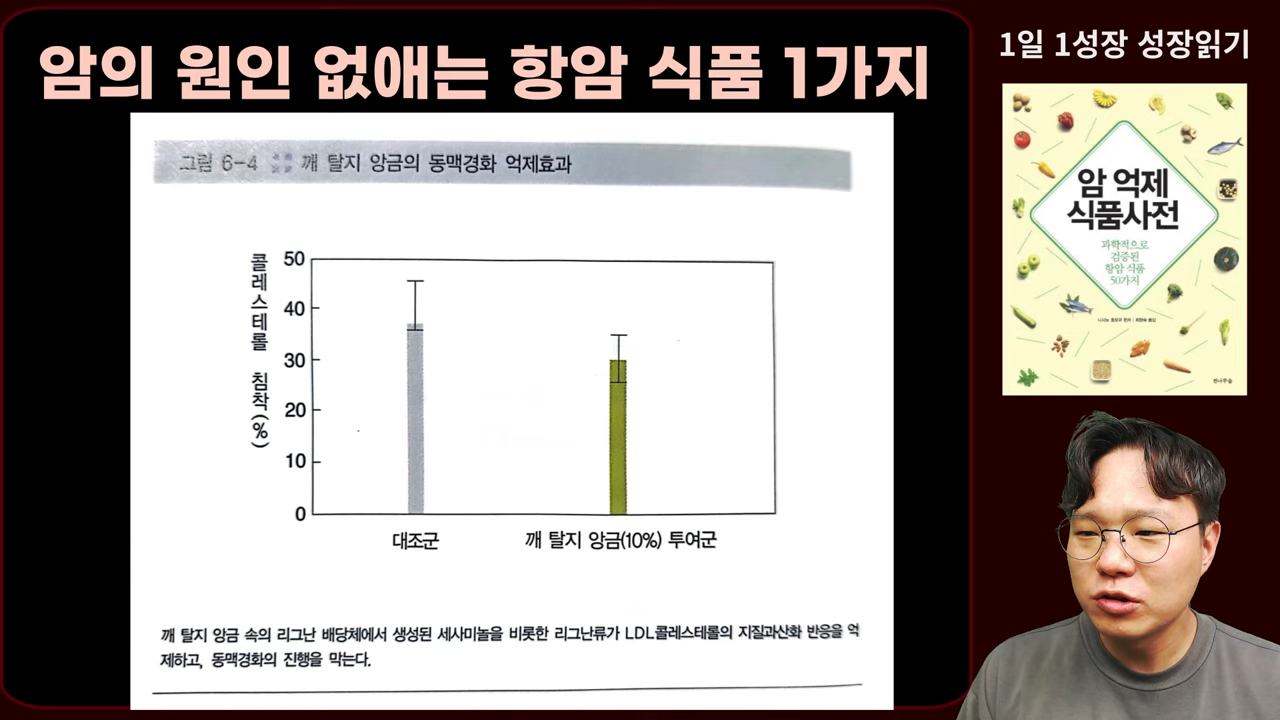 암의 원인 없애는 항암 식품 1가지
1일 1성장 성장읽기
그림 6-4 깨 탈지 앙금의 동맥경화 억제효과
콜레스테롤 침착(%)
50
40
30
20
10
0
대조군
깨 탈지 앙금(10%) 투여군
깨 탈지 앙금 속의 리그난 배당체에서 생성된 세사미놀을 비롯한 리그난류가 LDL콜레스테롤의 지질과산화 반응을 억
제하고, 동맥경화의 진행을 막는다.
암 억제
식품사전
과학적으로
검증된
항암 식품
50가지
전나무숲